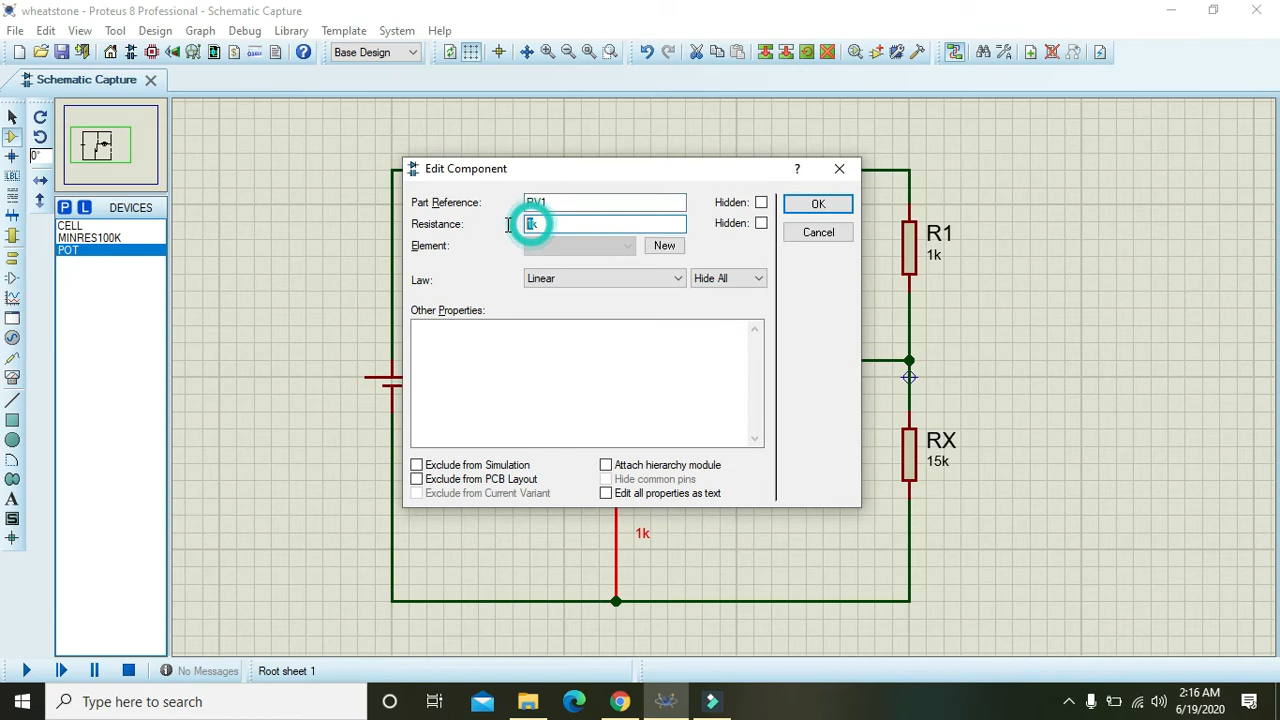 wheatstone - Proteus 8 Professional - Schematic Capture
File Edit View Tool Design Graph Debug Library Template System Help
Base Design
Schematic Capture
0°
P L DEVICES
CELL
MINRES100K
POT
Edit Component
Part Reference: RV1 Hidden:
Resistance: 1k Hidden:
Element: New
Law: Linear Hide All
Other Properties:
Exclude from Simulation
Exclude from PCB Layout
Exclude from Current Variant
Attach hierarchy module
Hide common pins
Edit all properties as text
OK
Cancel
R1
1k
RX
15k
1k
No Messages Root sheet 1
Type here to search
2:16 AM
6/19/2020